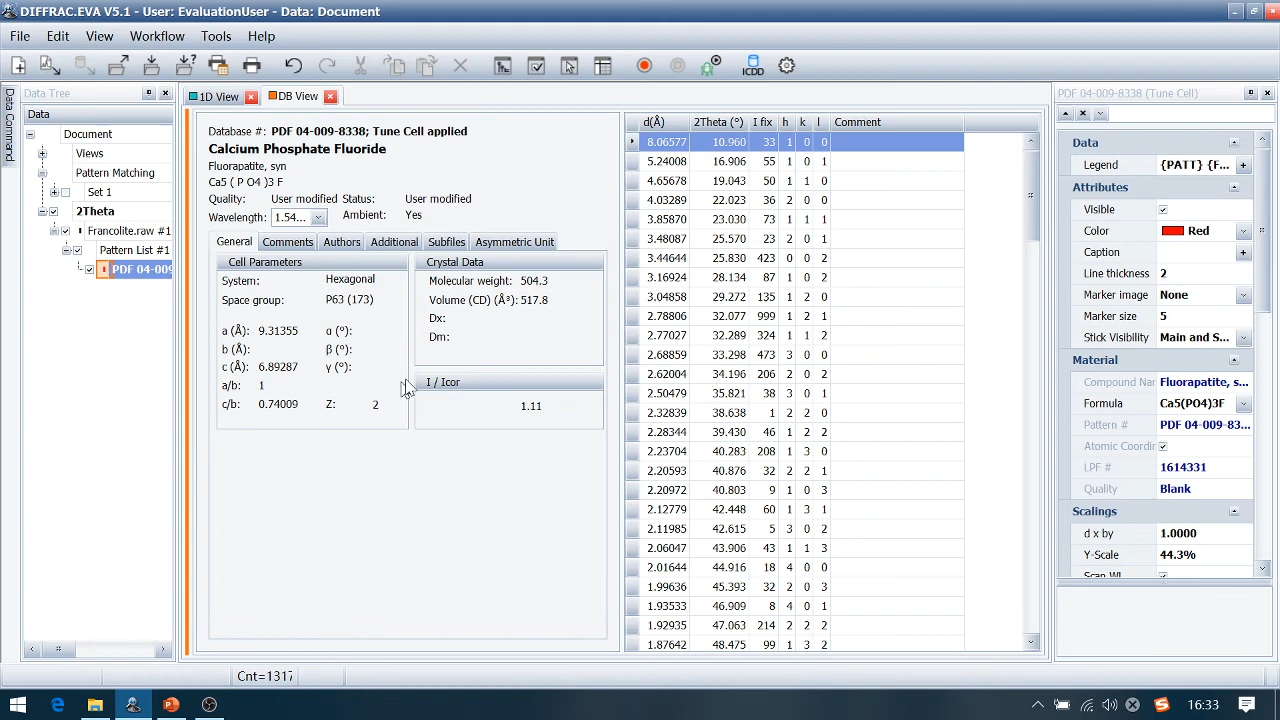 DIFFRAC.EVA V5.1 - User: EvaluationUser - Data: Document
File Edit View Workflow Tools Help
ICDD
Data Command
Data Tree
Data
Document
Views
Pattern Matching
Set 1
2Theta
Francolite.raw #1
Pattern List #1
PDF 04-009
1D View
DB View
Database #: PDF 04-009-8338; Tune Cell applied
Calcium Phosphate Fluoride
Fluorapatite, syn
Ca5 ( P O4 )3 F
Quality: User modified Status: User modified
Wavelength: 1.54... Ambient: Yes
General Comments Authors Additional Subfiles Asymmetric Unit
Cell Parameters
System: Hexagonal
Space group: P63 (173)
a (Å): 9.31355 α (º):
b (Å): β (º):
c (Å): 6.89287 γ (º):
a/b: 1
c/b: 0.74009 Z: 2
Crystal Data
Molecular weight: 504.3
Volume (CD) (Å³): 517.8
Dx:
Dm:
I / Icor
1.11
d(Å) 2Theta (º) I fix h k l Comment
8.06577 10.960 33 1 0 0
5.24008 16.906 55 1 0 1
4.65678 19.043 50 1 1 0
4.03289 22.023 36 2 0 0
3.85870 23.030 73 1 1 1
3.48087 25.570 23 2 0 1
3.44644 25.830 423 0 0 2
3.16924 28.134 87 1 0 2
3.04858 29.272 135 1 2 0
2.78806 32.077 999 1 2 1
2.77027 32.289 324 1 1 2
2.68859 33.298 473 3 0 0
2.62004 34.196 206 2 0 2
2.50479 35.821 38 3 0 1
2.32839 38.638 1 2 2 0
2.28344 39.430 46 1 2 2
2.23704 40.283 208 1 3 0
2.20593 40.876 32 2 2 1
2.20972 40.803 9 1 0 3
2.12779 42.448 60 1 3 1
2.11985 42.615 5 3 0 2
2.06047 43.906 43 1 1 3
2.01644 44.916 18 4 0 0
1.99636 45.393 32 2 0 3
1.93533 46.909 8 4 0 1
1.92935 47.063 214 2 2 2
1.87642 48.475 99 1 3 2
PDF 04-009-8338 (Tune Cell)
Data
Legend {PATT} {F...
Attributes
Visible
Color Red
Caption
Line thickness 2
Marker image None
Marker size 5
Stick Visibility Main and S...
Material
Compound Nam Fluorapatite, s...
Formula Ca5(PO4)3F
Pattern # PDF 04-009-83...
Atomic Coordin
LPF # 1614331
Quality Blank
Scalings
d x by 1.0000
Y-Scale 44.3%
Scan WL
Cnt=1317
16:33